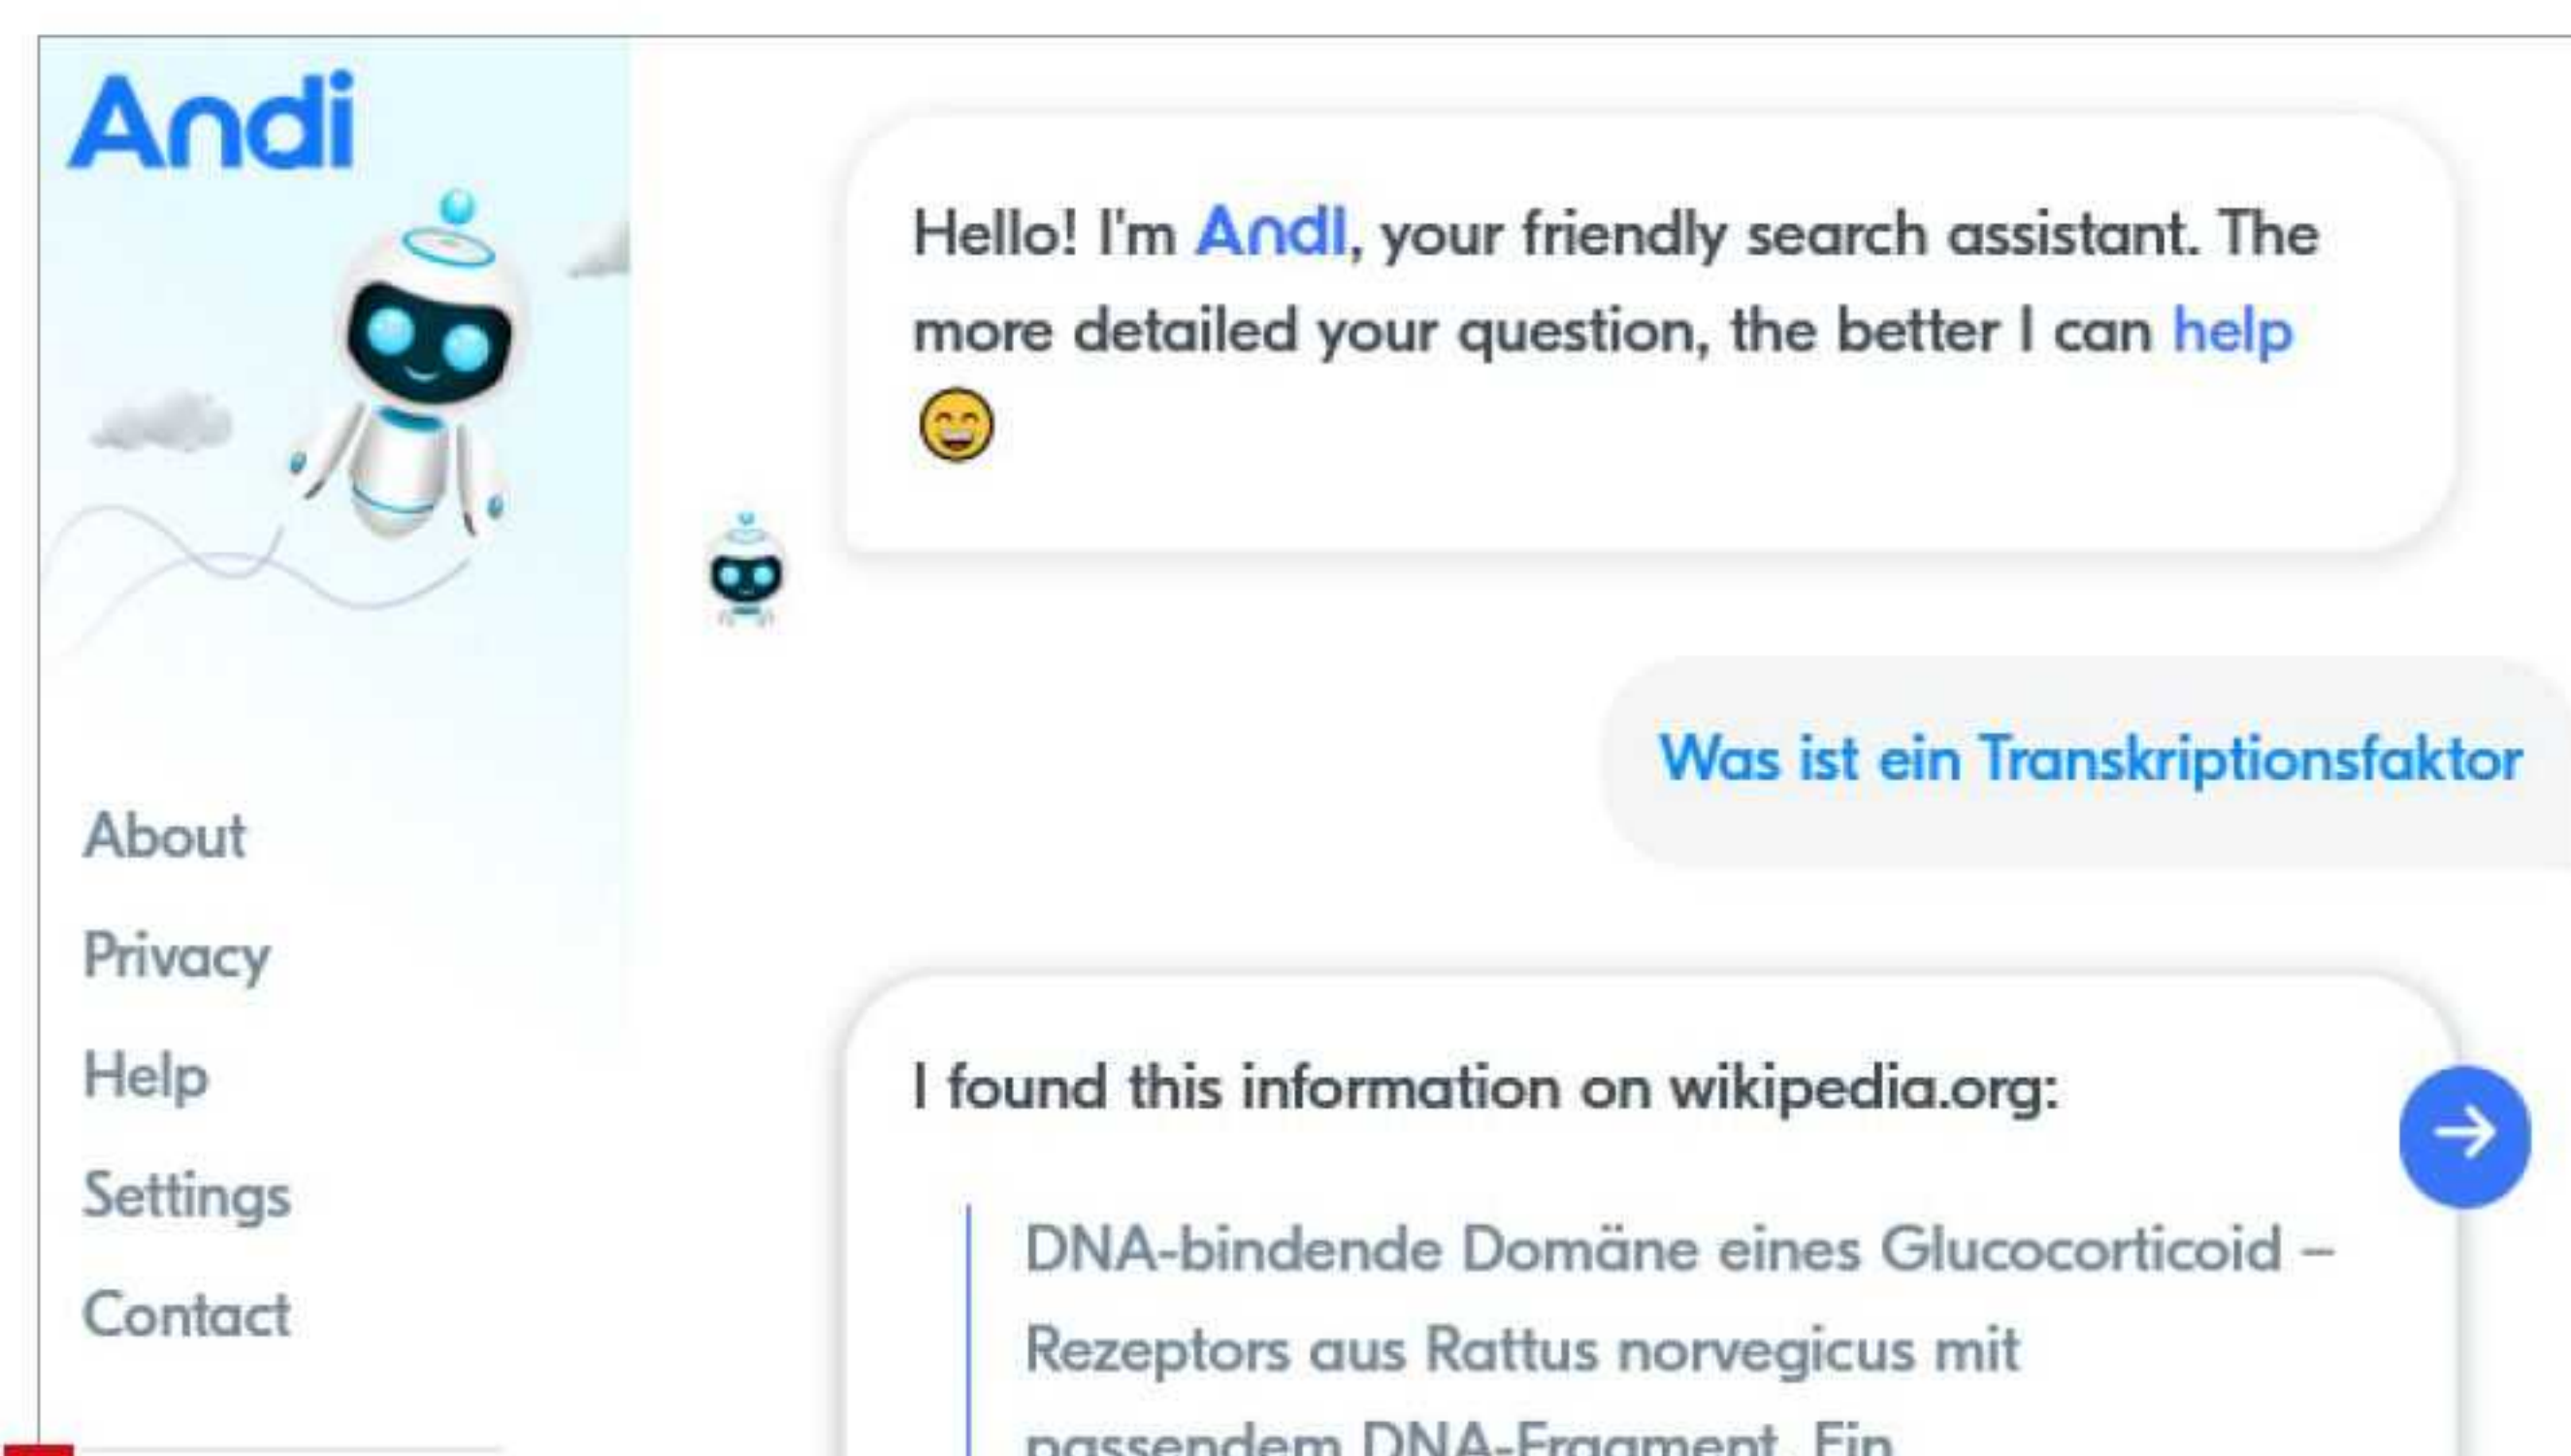 Andi
Hello! I'm Andi, your friendly search assistant. The
more detailed your question, the better I can help
😄
Was ist ein Transkriptionsfaktor
About
Privacy
Help
Settings
Contact
I found this information on wikipedia.org:
DNA-bindende Domäne eines Glucocorticoid –
Rezeptors aus Rattus norvegicus mit
passendem DNA-Fragment. Ein